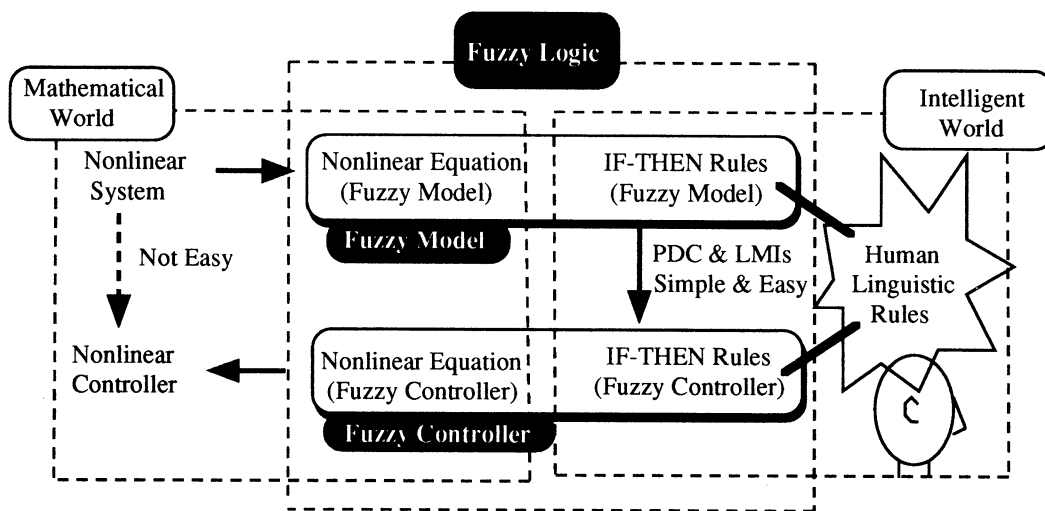 Fuzzy Logic
Mathematical
World
Intelligent
World
Nonlinear
System
Nonlinear Equation
(Fuzzy Model)
IF-THEN Rules
(Fuzzy Model)
Fuzzy Model
Not Easy
PDC & LMIs
Simple & Easy
Human
Linguistic
Rules
Nonlinear
Controller
Nonlinear Equation
(Fuzzy Controller)
IF-THEN Rules
(Fuzzy Controller)
Fuzzy Controller